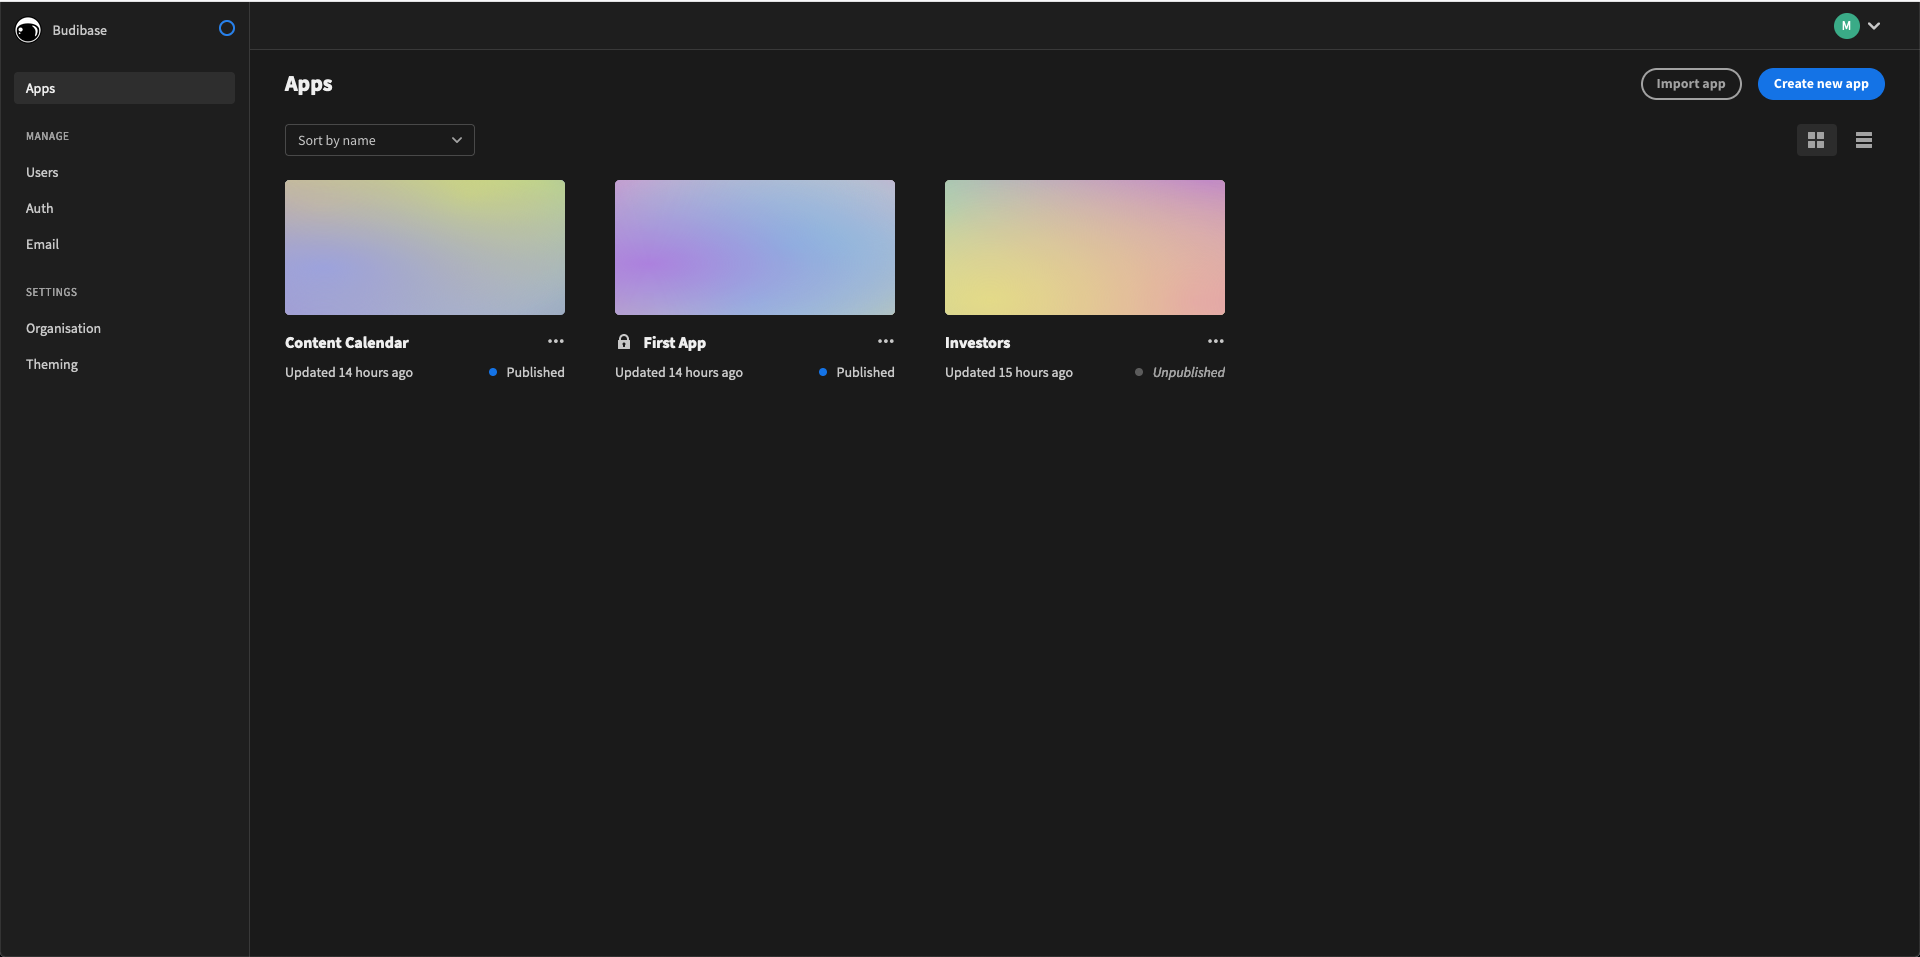 Budibase
M
Apps
MANAGE
Users
Auth
Email
SETTINGS
Organisation
Theming
Apps
Import app
Create new app
Sort by name
Content Calendar
Updated 14 hours ago
Published
First App
Updated 14 hours ago
Published
Investors
Updated 15 hours ago
Unpublished